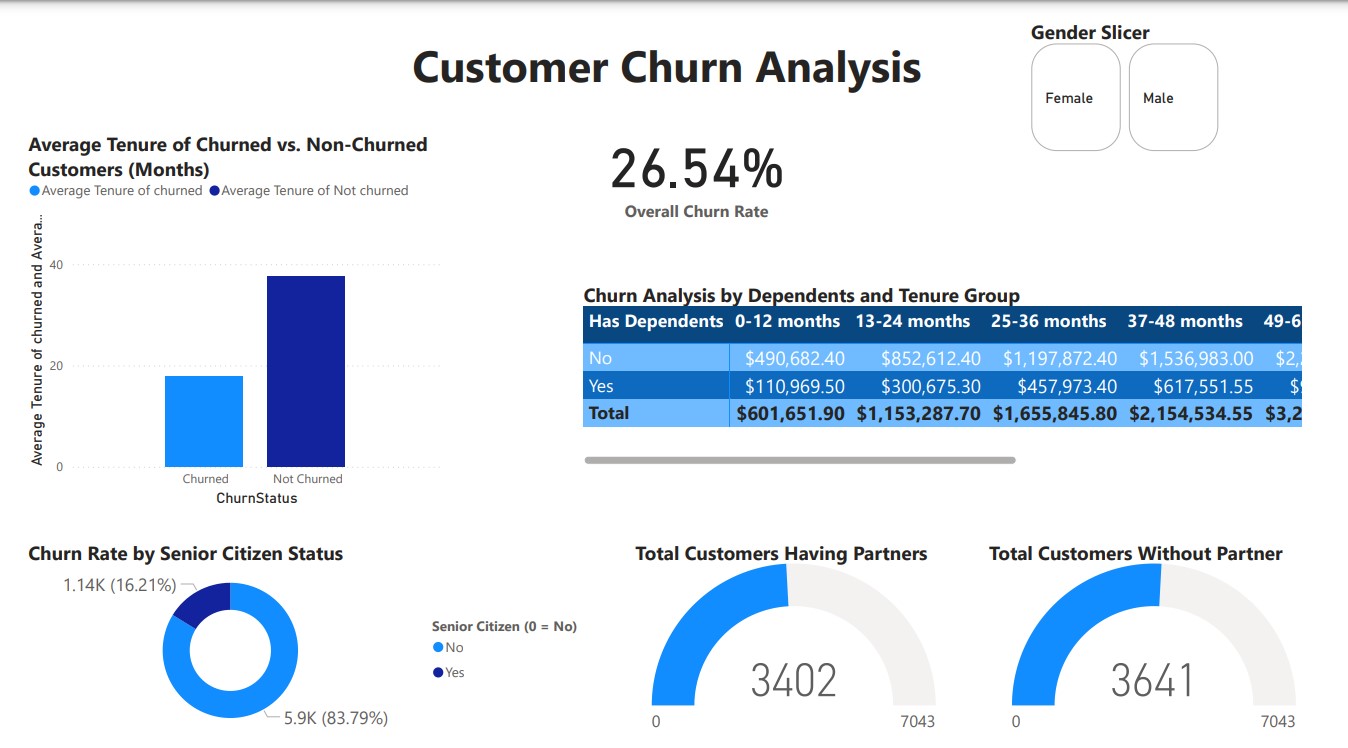 Gender Slicer
Customer Churn Analysis
Female
Male
Average Tenure of Churned vs. Non-Churned
Customers (Months)
Average Tenure of churned
Average Tenure of Not churned
26.54%
Overall Churn Rate
Average Tenure of churned and Avera...
40
20
0
Churned
Not Churned
ChurnStatus
Churn Analysis by Dependents and Tenure Group
Has Dependents 0-12 months 13-24 months 25-36 months 37-48 months 49-6
No $490,682.40 $852,612.40 $1,197,872.40 $1,536,983.00 $2,
Yes $110,969.50 $300,675.30 $457,973.40 $617,551.55 $
Total $601,651.90 $1,153,287.70 $1,655,845.80 $2,154,534.55 $3,2
Churn Rate by Senior Citizen Status
1.14K (16.21%)
5.9K (83.79%)
Senior Citizen (0 = No)
No
Yes
Total Customers Having Partners
3402
0
7043
Total Customers Without Partner
3641
0
7043